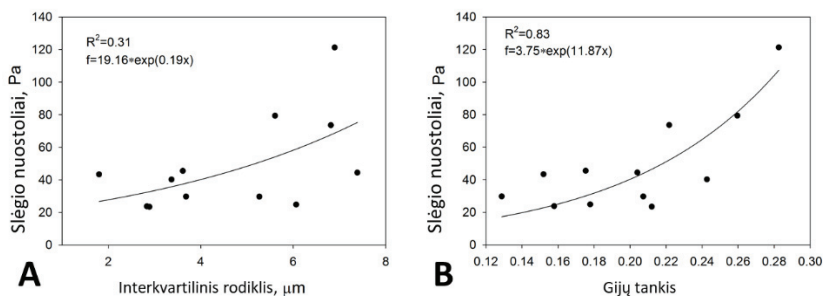 R²=0.31
f=19.16*exp(0.19x)
Slėgio nuostoliai, Pa
140
120
100
80
60
40
20
0
2
4
6
8
Interkvartilinis rodiklis, μm
A
R²=0.83
f=3.75*exp(11.87x)
Slėgio nuostoliai, Pa
140
120
100
80
60
40
20
0
0.12 0.14 0.16 0.18 0.20 0.22 0.24 0.26 0.28 0.30
Gijų tankis
B